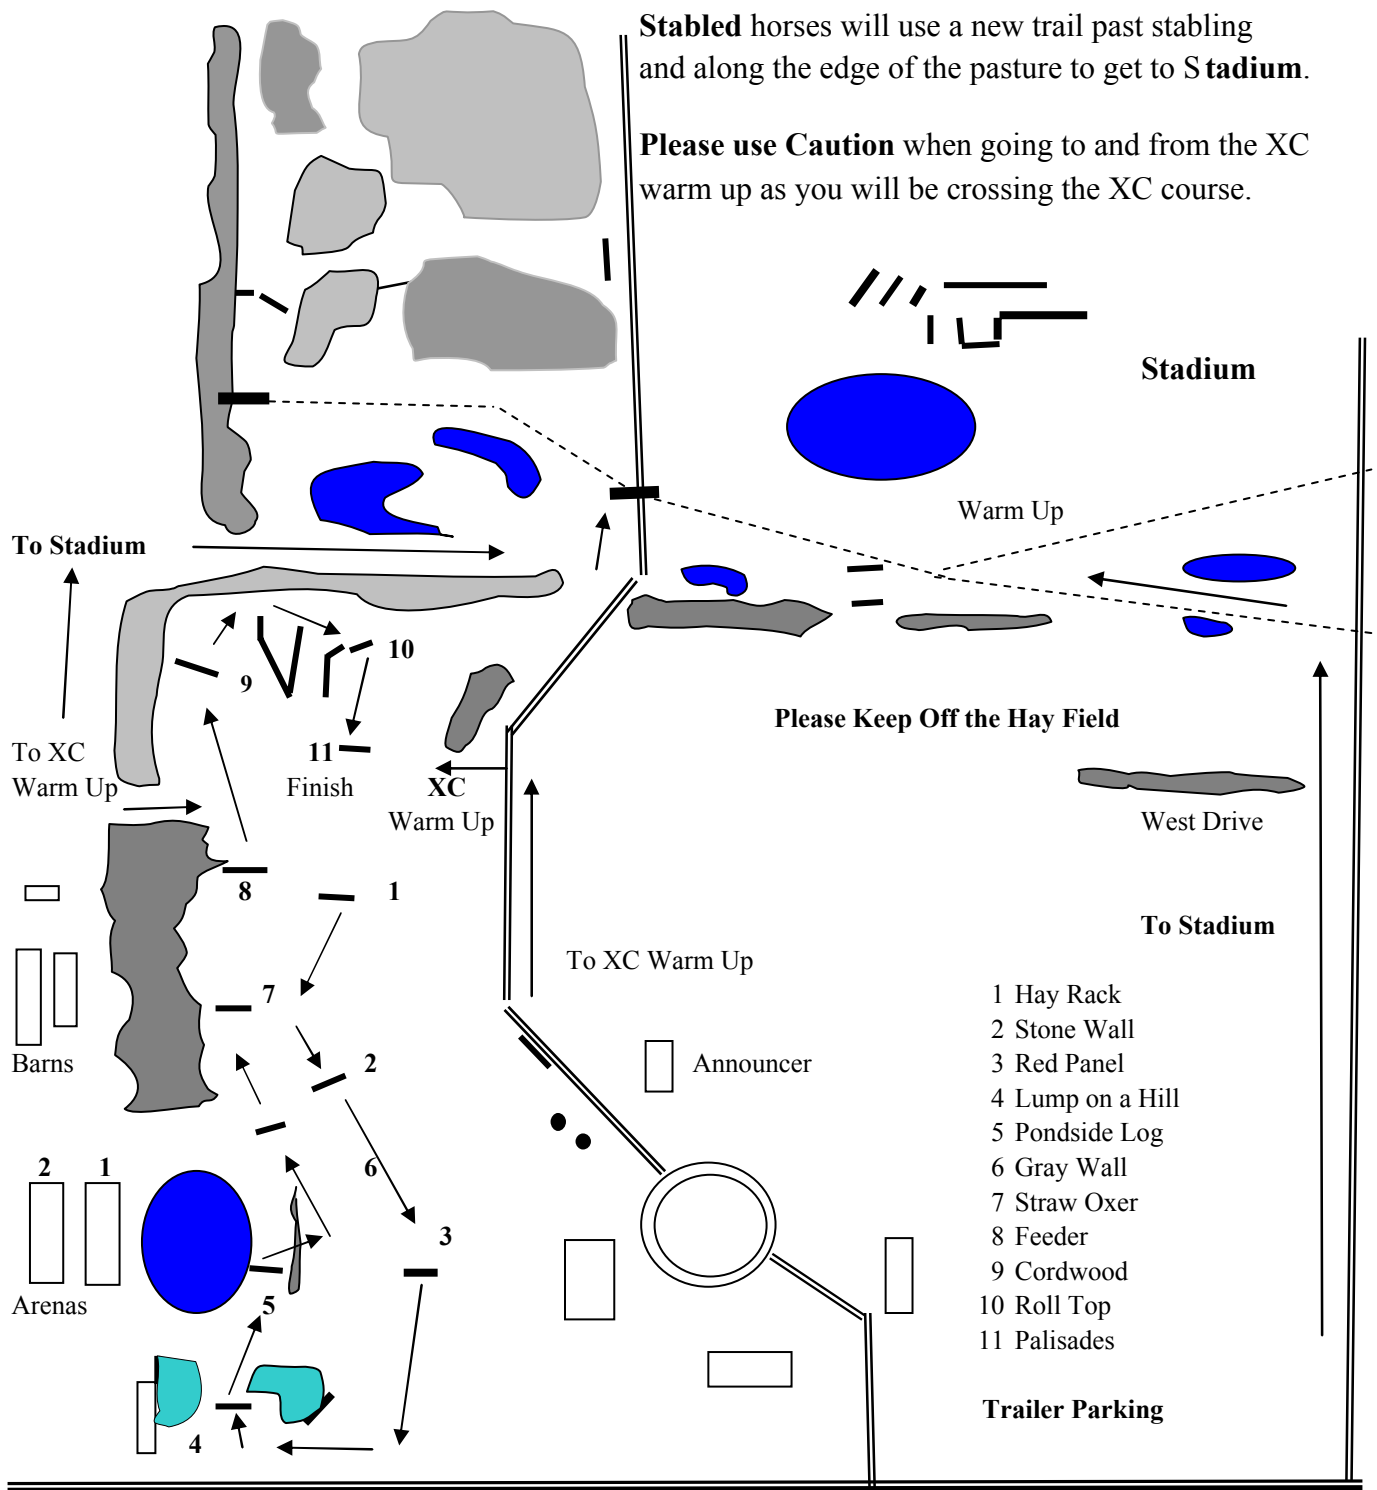 Stabled horses will use a new trail past stabling
and along the edge of the pasture to get to S tadium.
Please use Caution when going to and from the XC
warm up as you will be crossing the XC course.
Stadium
Warm Up
To Stadium
10
9
Please Keep Off the Hay Field
To XC
Warm Up
11
Finish
XC
Warm Up
West Drive
8
1
To Stadium
To XC Warm Up
7
Barns
2
Announcer
1 Hay Rack
2 Stone Wall
3 Red Panel
4 Lump on a Hill
5 Pondside Log
6 Gray Wall
7 Straw Oxer
8 Feeder
9 Cordwood
10 Roll Top
11 Palisades
2 1
6
3
Arenas
5
4
Trailer Parking